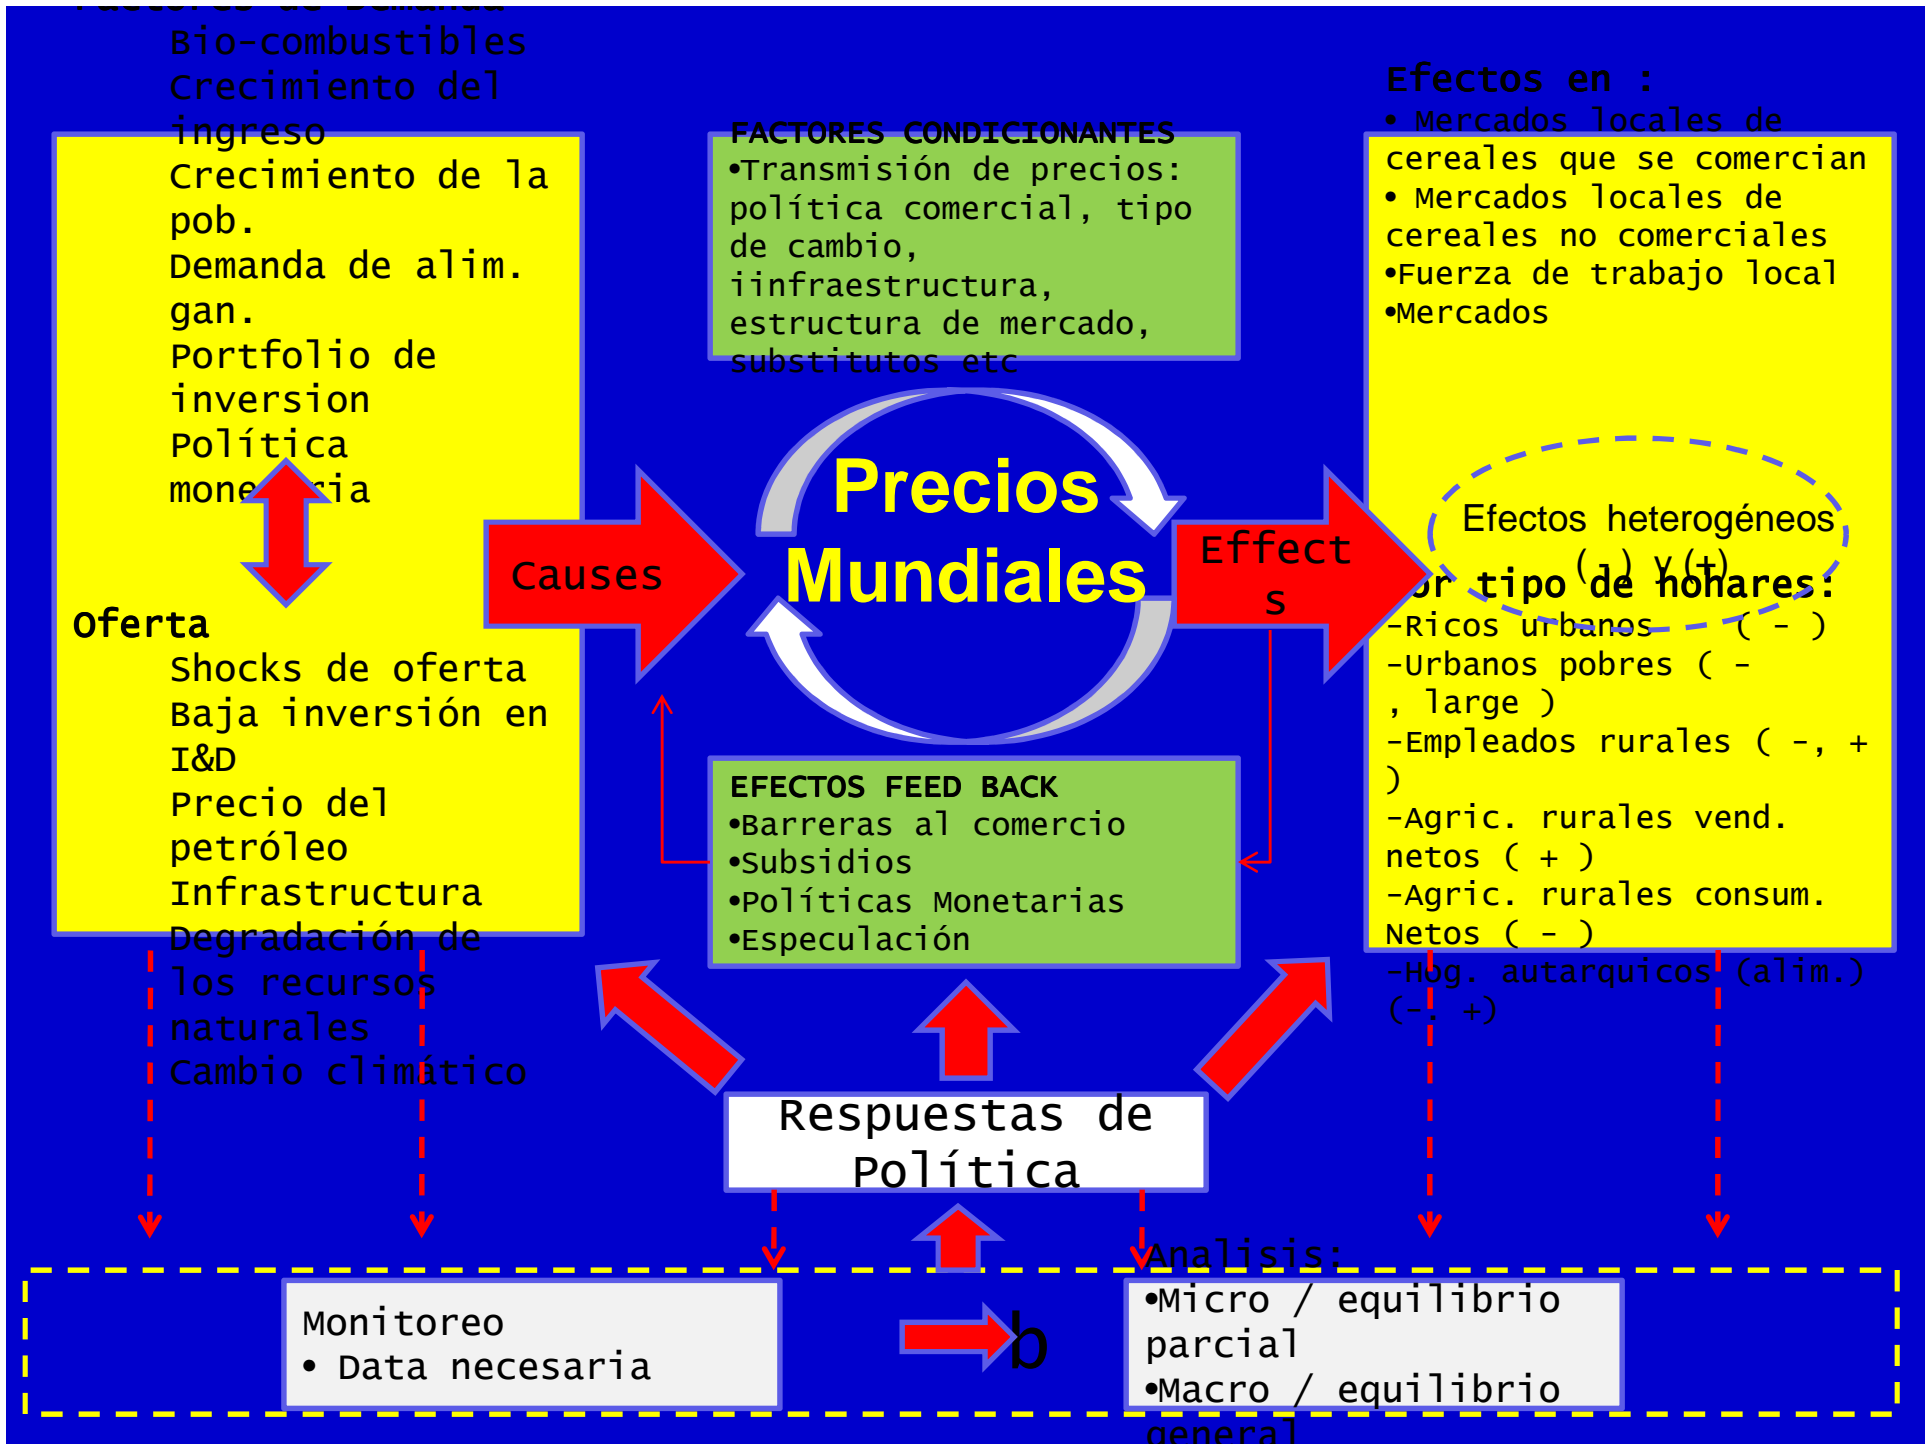 Factores de Demanda
Bio-combustibles
Crecimiento del
ingreso
Crecimiento de la
pob.
Demanda de alim.
gan.
Portfolio de
inversion
Política
monetaria
Oferta
Shocks de oferta
Baja inversión en
I&D
Precio del
petróleo
Infrastructura
Degradación de
los recursos
naturales
Cambio climático
Causes
FACTORES CONDICIONANTES
•Transmisión de precios:
política comercial, tipo
de cambio,
iinfraestructura,
estructura de mercado,
substitutos etc
Precios
Mundiales
EFECTOS FEED BACK
•Barreras al comercio
•Subsidios
•Políticas Monetarias
•Especulación
Effect
s
Efectos en :
• Mercados locales de
cereales que se comercian
• Mercados locales de
cereales no comerciales
•Fuerza de trabajo local
•Mercados
Efectos heterogéneos
(-) y (+)
tipo de hohares:
-Ricos urbanos ( - )
-Urbanos pobres ( -
, large )
-Empleados rurales ( -, +
)
-Agric. rurales vend.
netos ( + )
-Agric. rurales consum.
Netos ( - )
-Hog. autarquicos (alim.)
(-. +)
Respuestas de
Política
Monitoreo
• Data necesaria
b
Analisis:
•Micro / equilibrio
parcial
•Macro / equilibrio
general